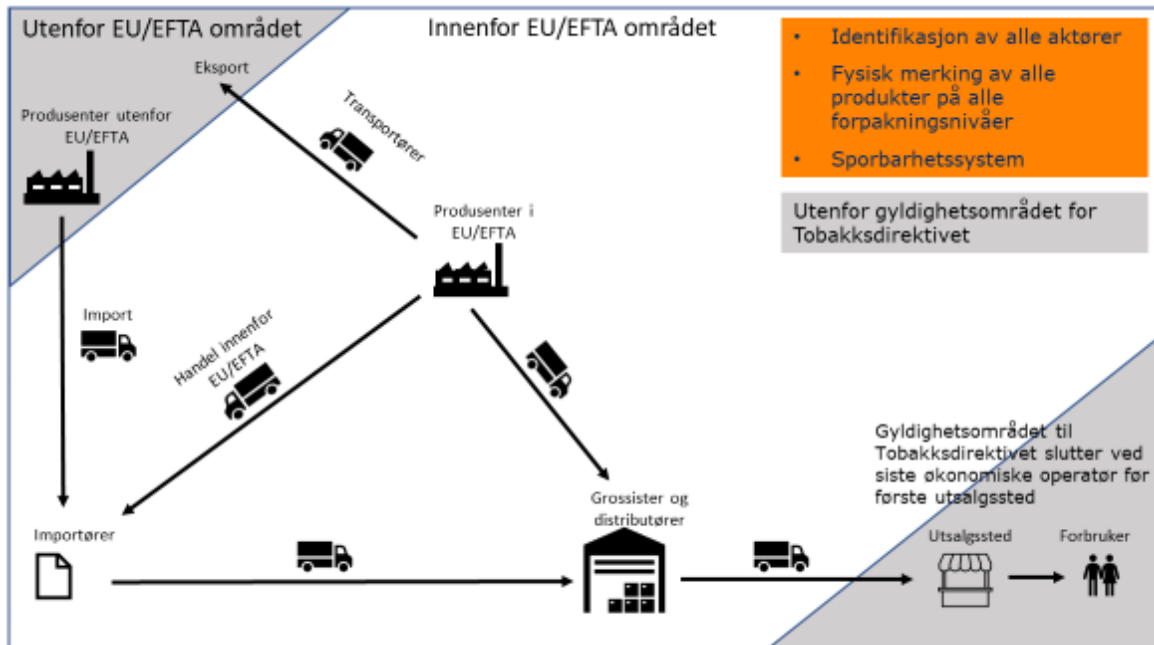 Utenfor EU/EFTA området
Innenfor EU/EFTA området
• Identifikasjon av alle aktører
• Fysisk merking av alle
produkter på alle
forpakningsnivåer
• Sporbarhetssystem
Utenfor gyldighetsområdet for
Tobakksdirektivet
Eksport
Transportører
Produsenter utenfor
EU/EFTA
Produsenter i
EU/EFTA
Import
Handel innenfor
EU/EFTA
Gyldighetsområdet til
Tobakksdirektivet slutter ved
siste økonomiske operatør før
første utsalgssted
Importører
Grossister og
distributører
Utsalgssted
Forbruker